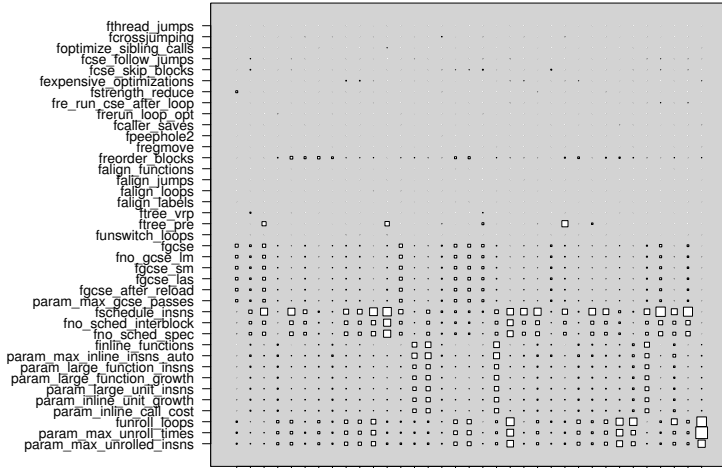 fthread_jumps
fcrossjumping
foptimize_sibling_calls
fcse_follow_jumps
fcse_skip_blocks
fexpensive_optimizations
fstrength_reduce
fre_run_cse_after_loop
frerun_loop_opt
fcaller_saves
fpeephole2
fregmove
freorder_blocks
falign_functions
falign_jumps
falign_loops
falign_labels
ftree_vrp
ftree_pre
funswitch_loops
fgcse
fno_gcse_lm
fgcse_sm
fgcse_las
fgcse_after_reload
param_max_gcse_passes
fschedule_insns
fno_sched_interblock
fno_sched_spec
finline_functions
param_max_inline_insns_auto
param_large_function_insns
param_large_function_growth
param_large_unit_insns
param_inline_unit_growth
param_inline_call_cost
funroll_loops
param_max_unroll_times
param_max_unrolled_insns